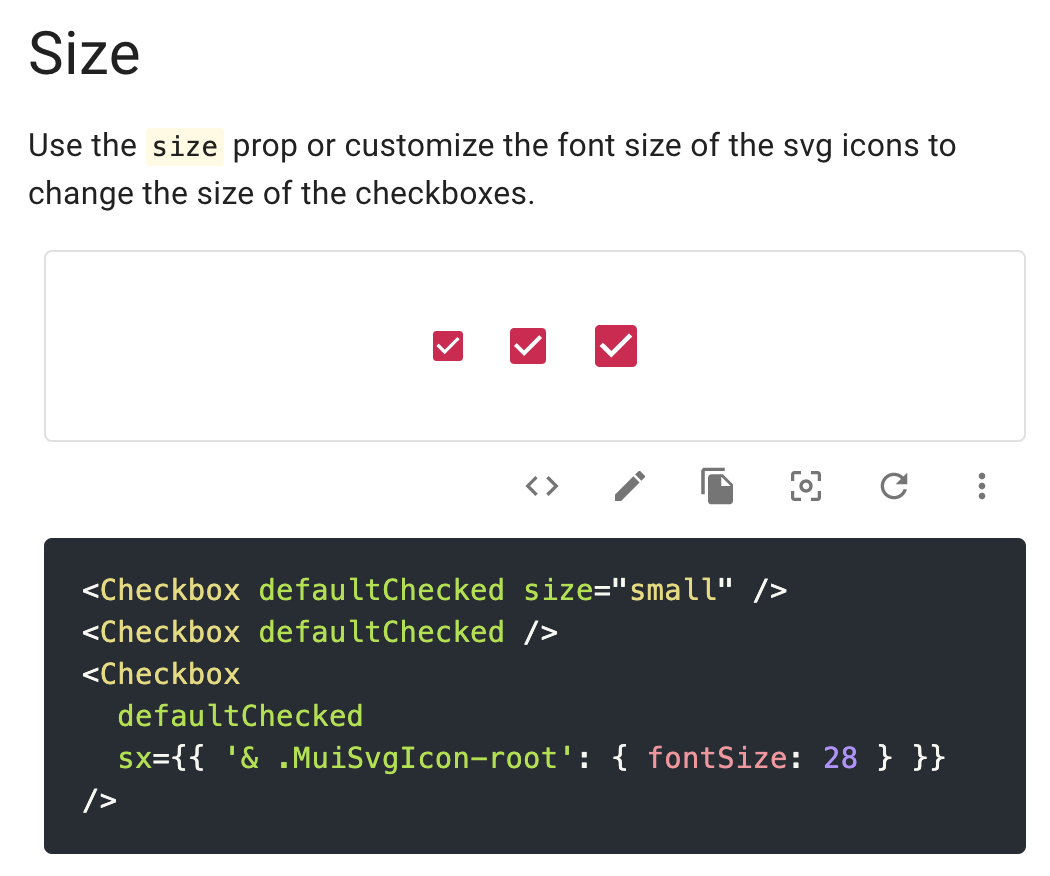 Size
Use the size prop or customize the font size of the svg icons to
change the size of the checkboxes.
<Checkbox defaultChecked size="small" />
<Checkbox defaultChecked />
<Checkbox
  defaultChecked
  sx={{ '& .MuiSvgIcon-root': { fontSize: 28 } }}
/>